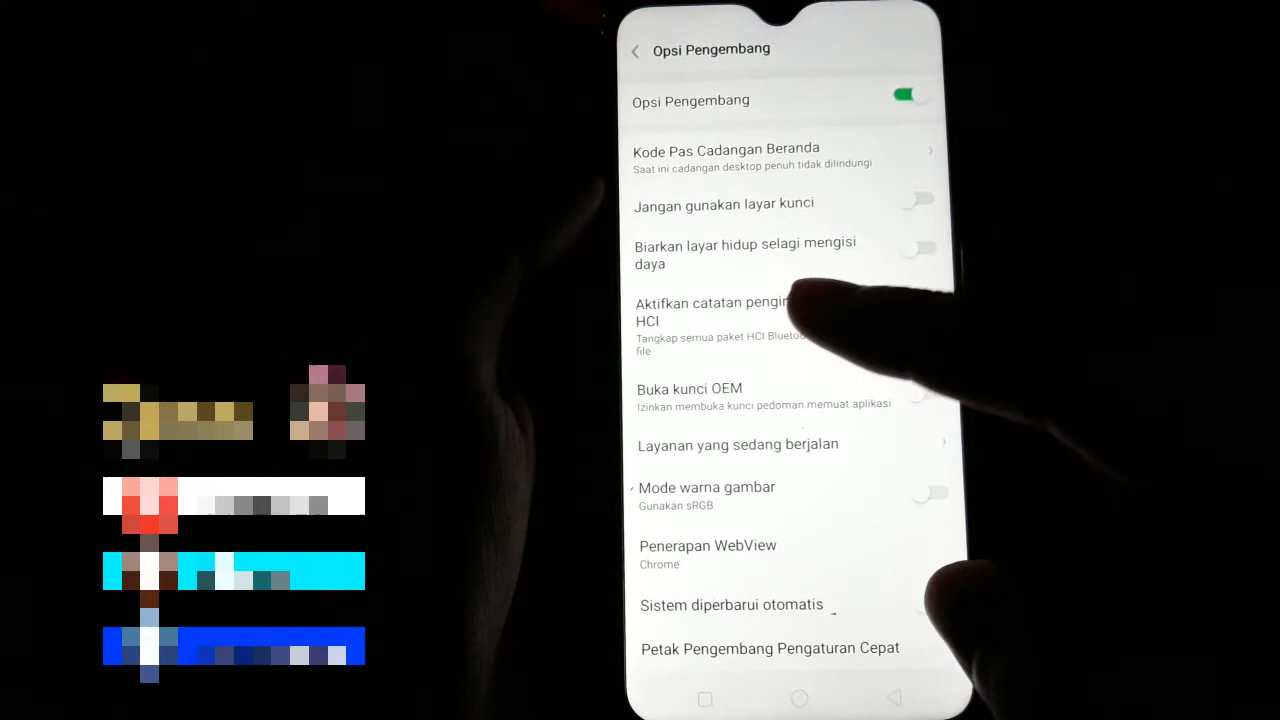 Opsi Pengembang
Opsi Pengembang
Kode Pas Cadangan Beranda
Saat ini cadangan desktop penuh tidak dilindungi
Jangan gunakan layar kunci
Biarkan layar hidup selagi mengisi
daya
Aktifkan catatan
HCI
Tangkap semua paket HCI
file
Buka kunci OEM
Izinkan membuka kunci pedoman memuat aplikasi
Layanan yang sedang berjalan
Mode warna gambar
Gunakan sRGB
Penerapan WebView
Chrome
Sistem diperbarui otomatis
Petak Pengembang Pengaturan Cepat